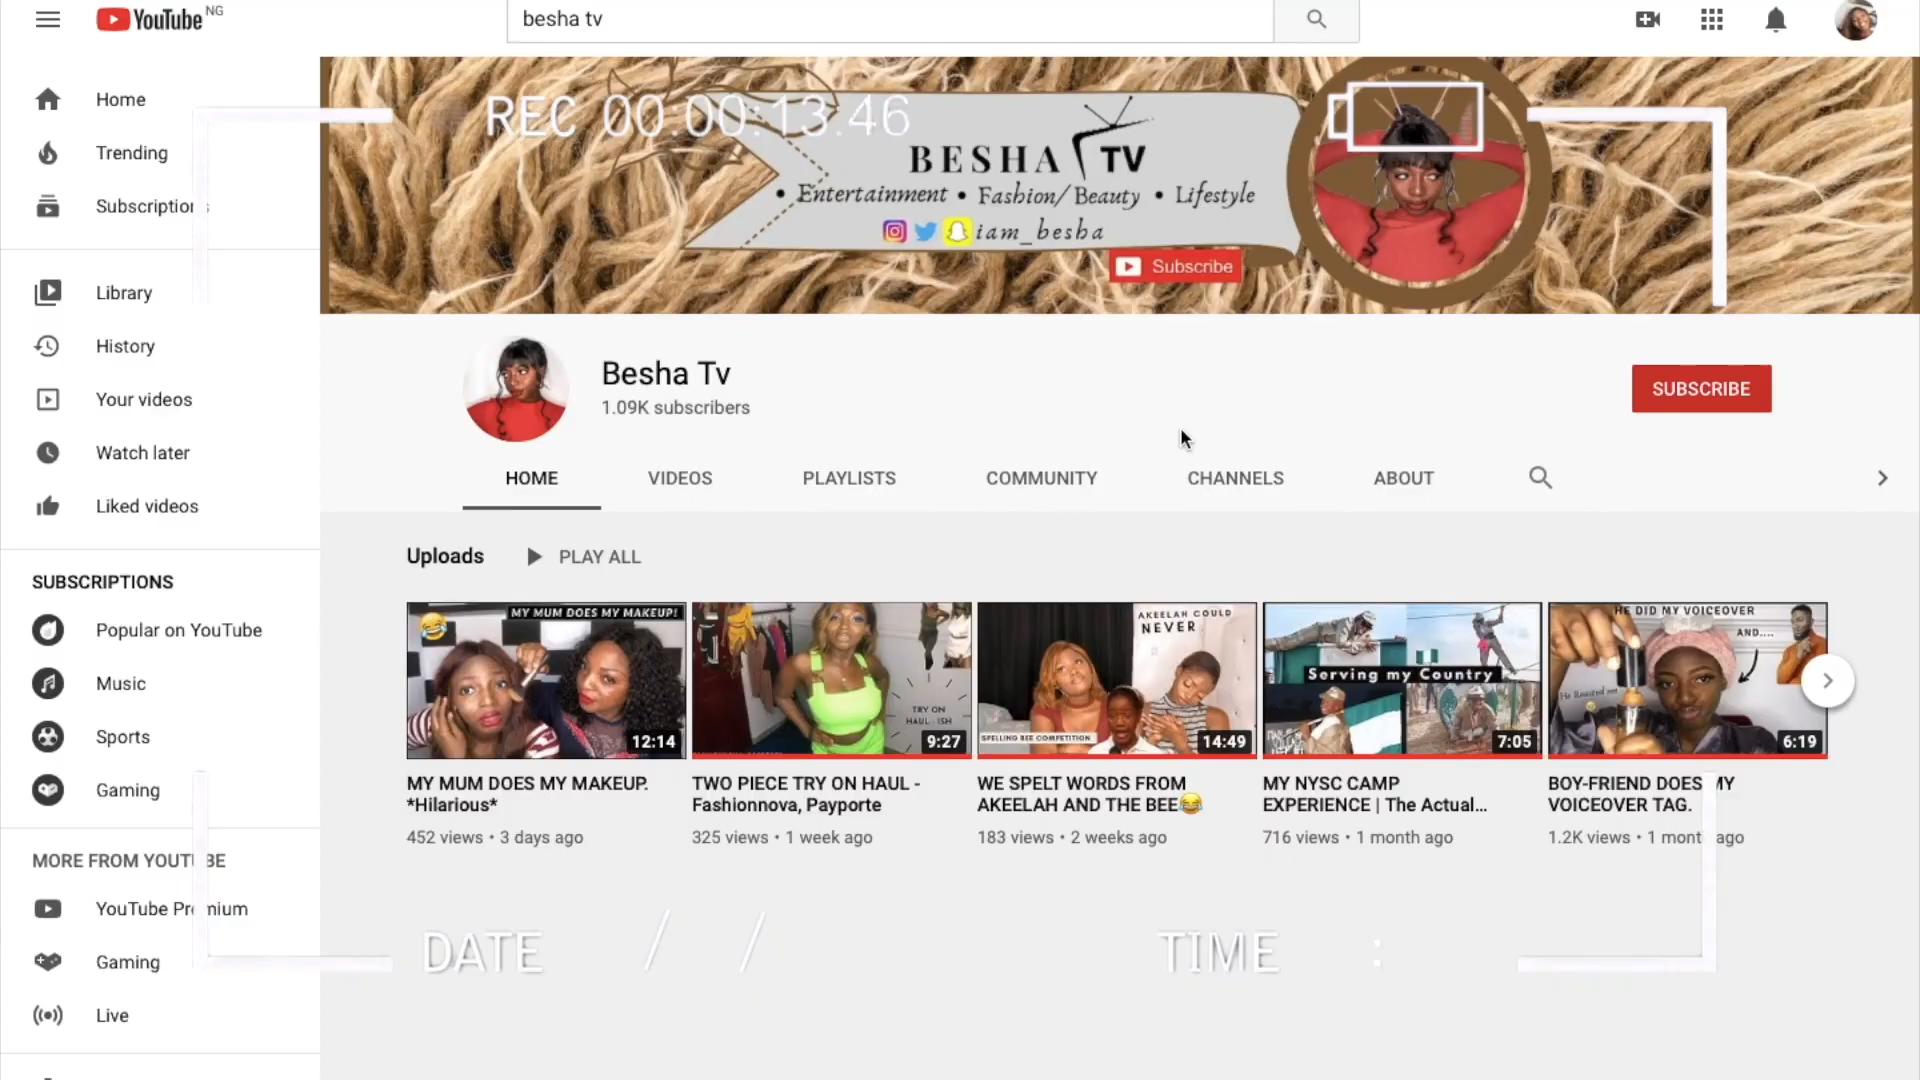 YouTube NG
besha tv
Home
Trending
Subscriptions
Library
History
Your videos
Watch later
Liked videos
SUBSCRIPTIONS
Popular on YouTube
Music
Sports
Gaming
MORE FROM YOUTUBE
YouTube Premium
Gaming
Live
REC 00:00:13.46
BESHA TV
• Entertainment • Fashion/Beauty • Lifestyle
iam_besha
Subscribe
Besha Tv
1.09K subscribers
SUBSCRIBE
HOME
VIDEOS
PLAYLISTS
COMMUNITY
CHANNELS
ABOUT
Uploads
PLAY ALL
MY MUM DOES MY MAKEUP!
12:14
MY MUM DOES MY MAKEUP.
*Hilarious*
452 views • 3 days ago
TRY ON
HAUL - ISH
9:27
TWO PIECE TRY ON HAUL -
Fashionnova, Payporte
325 views • 1 week ago
AKEELAH COULD
NEVER
SPELLING BEE COMPETITION
14:49
WE SPELT WORDS FROM
AKEELAH AND THE BEE😂
183 views • 2 weeks ago
Serving my Country
7:05
MY NYSC CAMP
EXPERIENCE | The Actual...
716 views • 1 month ago
HE DID MY VOICEOVER
AND....
He Roasted me
6:19
BOY-FRIEND DOES MY
VOICEOVER TAG.
1.2K views • 1 month ago
DATE / /
TIME :